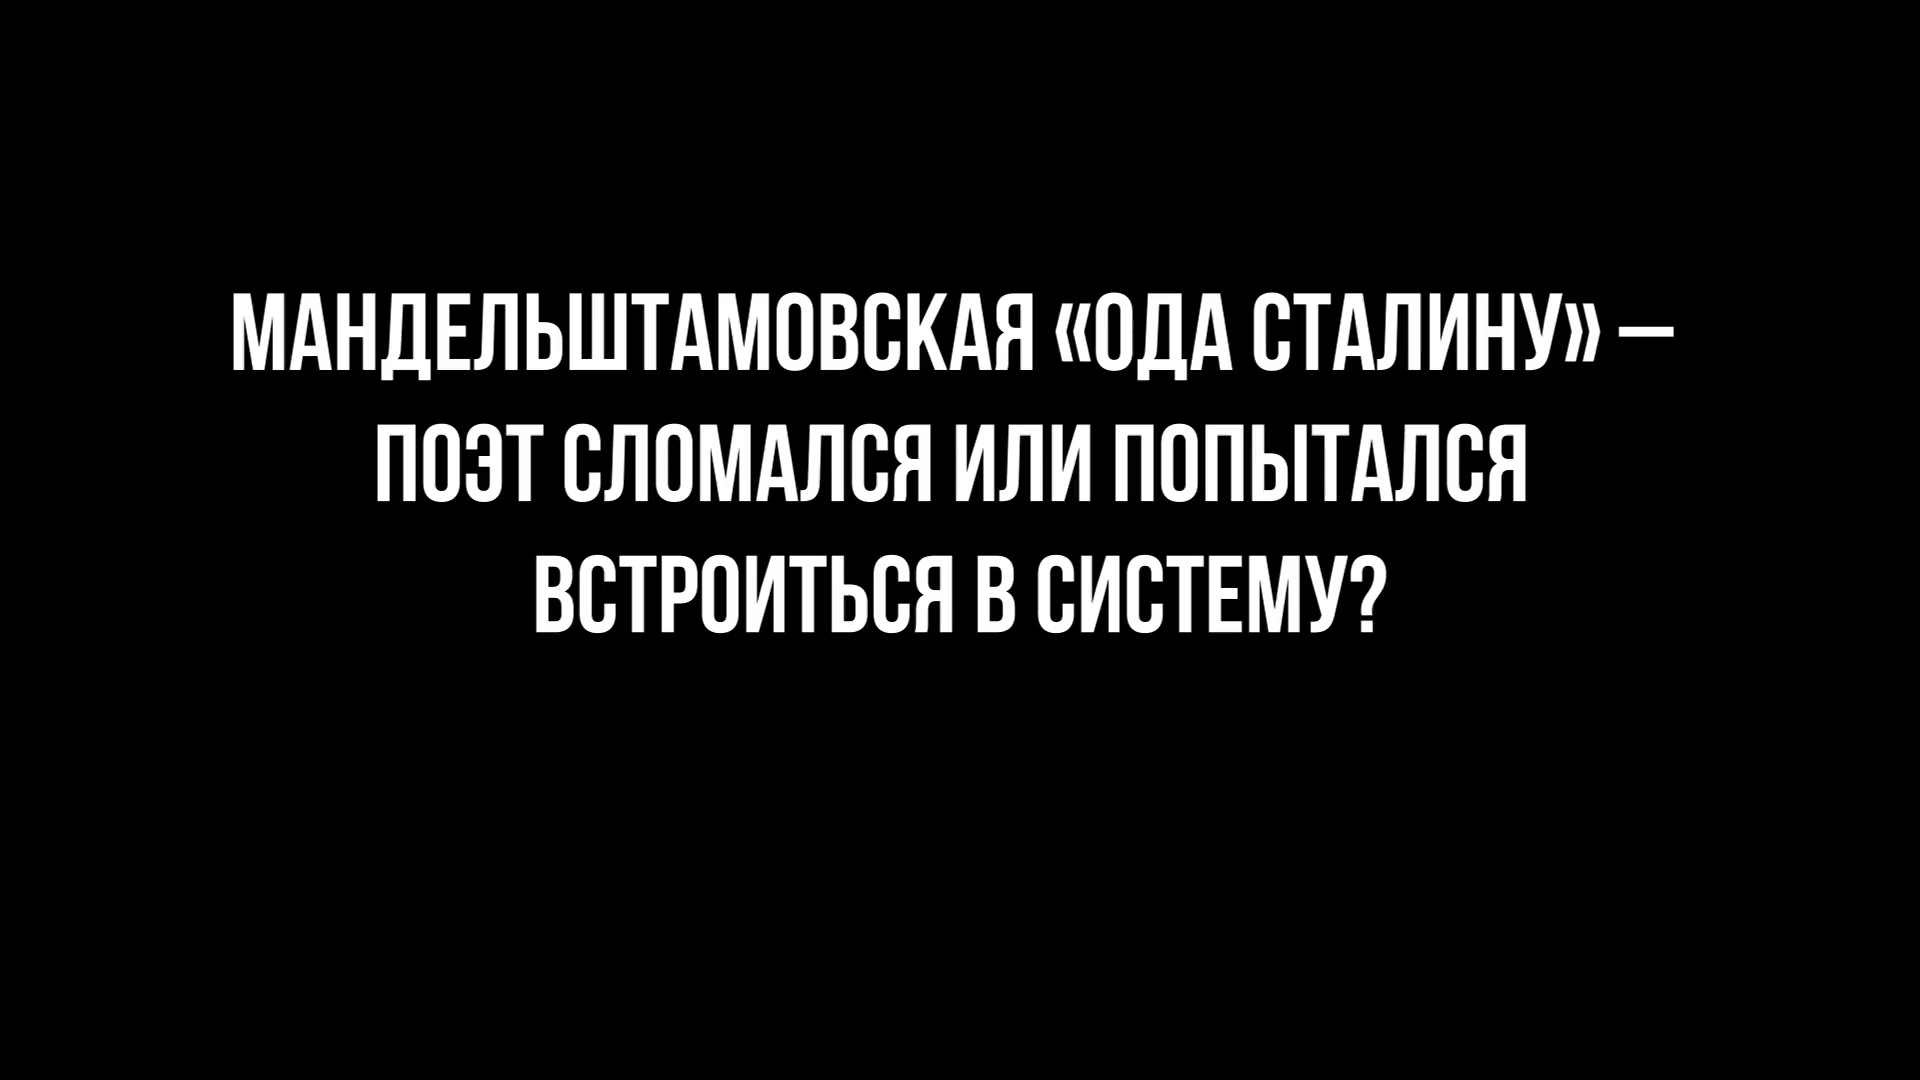 МАНДЕЛЬШТАМОВСКАЯ «ОДА СТАЛИНУ» –
ПОЭТ СЛОМАЛСЯ ИЛИ ПОПЫТАЛСЯ
ВСТРОИТЬСЯ В СИСТЕМУ?